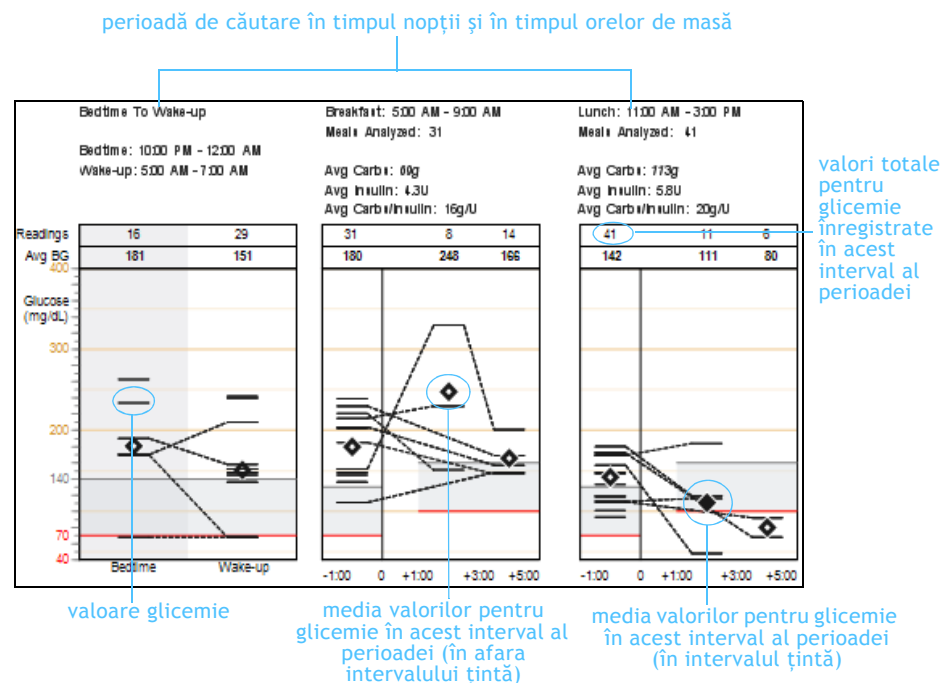 perioadă de căutare în timpul nopţii şi în timpul orelor de masă
Bedtime To Wake-up
Bedtime: 10:00 PM - 12:00 AM
Wake-up: 5:00 AM - 7:00 AM
Breakfast: 5:00 AM - 9:00 AM
Meals Analyzed: 31
Avg Carbs: 69g
Avg Insulin: 4.3U
Avg Carbs/Insulin: 16g/U
Lunch: 11:00 AM - 3:00 PM
Meals Analyzed: 41
Avg Carbs: 113g
Avg Insulin: 5.8U
Avg Carbs/Insulin: 20g/U
valori totale
pentru
glicemie
înregistrate
în acest
interval al
perioadei
Readings 16 29 31 8 14 41 11 6
Avg BG 181 151 180 248 166 142 111 80
400
Glucose
(mg/dL)
300
200
140
70
40
Bedtime Wake-up
-1:00 0 +1:00 +3:00 +5:00
-1:00 0 +1:00 +3:00 +5:00
valoare glicemie
media valorilor pentru
glicemie în acest interval al
perioadei (în afara
intervalului ţintă)
media valorilor pentru glicemie
în acest interval al perioadei
(în intervalul ţintă)